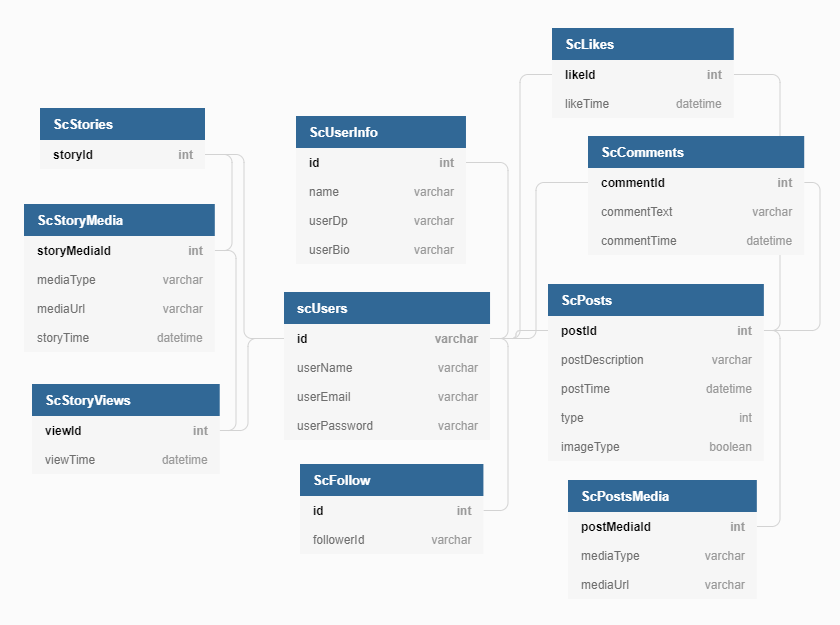 ScStories
storyId int
ScStoryMedia
storyMediaId int
mediaType varchar
mediaUrl varchar
storyTime datetime
ScStoryViews
viewId int
viewTime datetime
ScUserInfo
id int
name varchar
userDp varchar
userBio varchar
scUsers
id varchar
userName varchar
userEmail varchar
userPassword varchar
ScFollow
id int
followerId varchar
ScLikes
likeId int
likeTime datetime
ScComments
commentId int
commentText varchar
commentTime datetime
ScPosts
postId int
postDescription varchar
postTime datetime
type int
imageType boolean
ScPostsMedia
postMediaId int
mediaType varchar
mediaUrl varchar